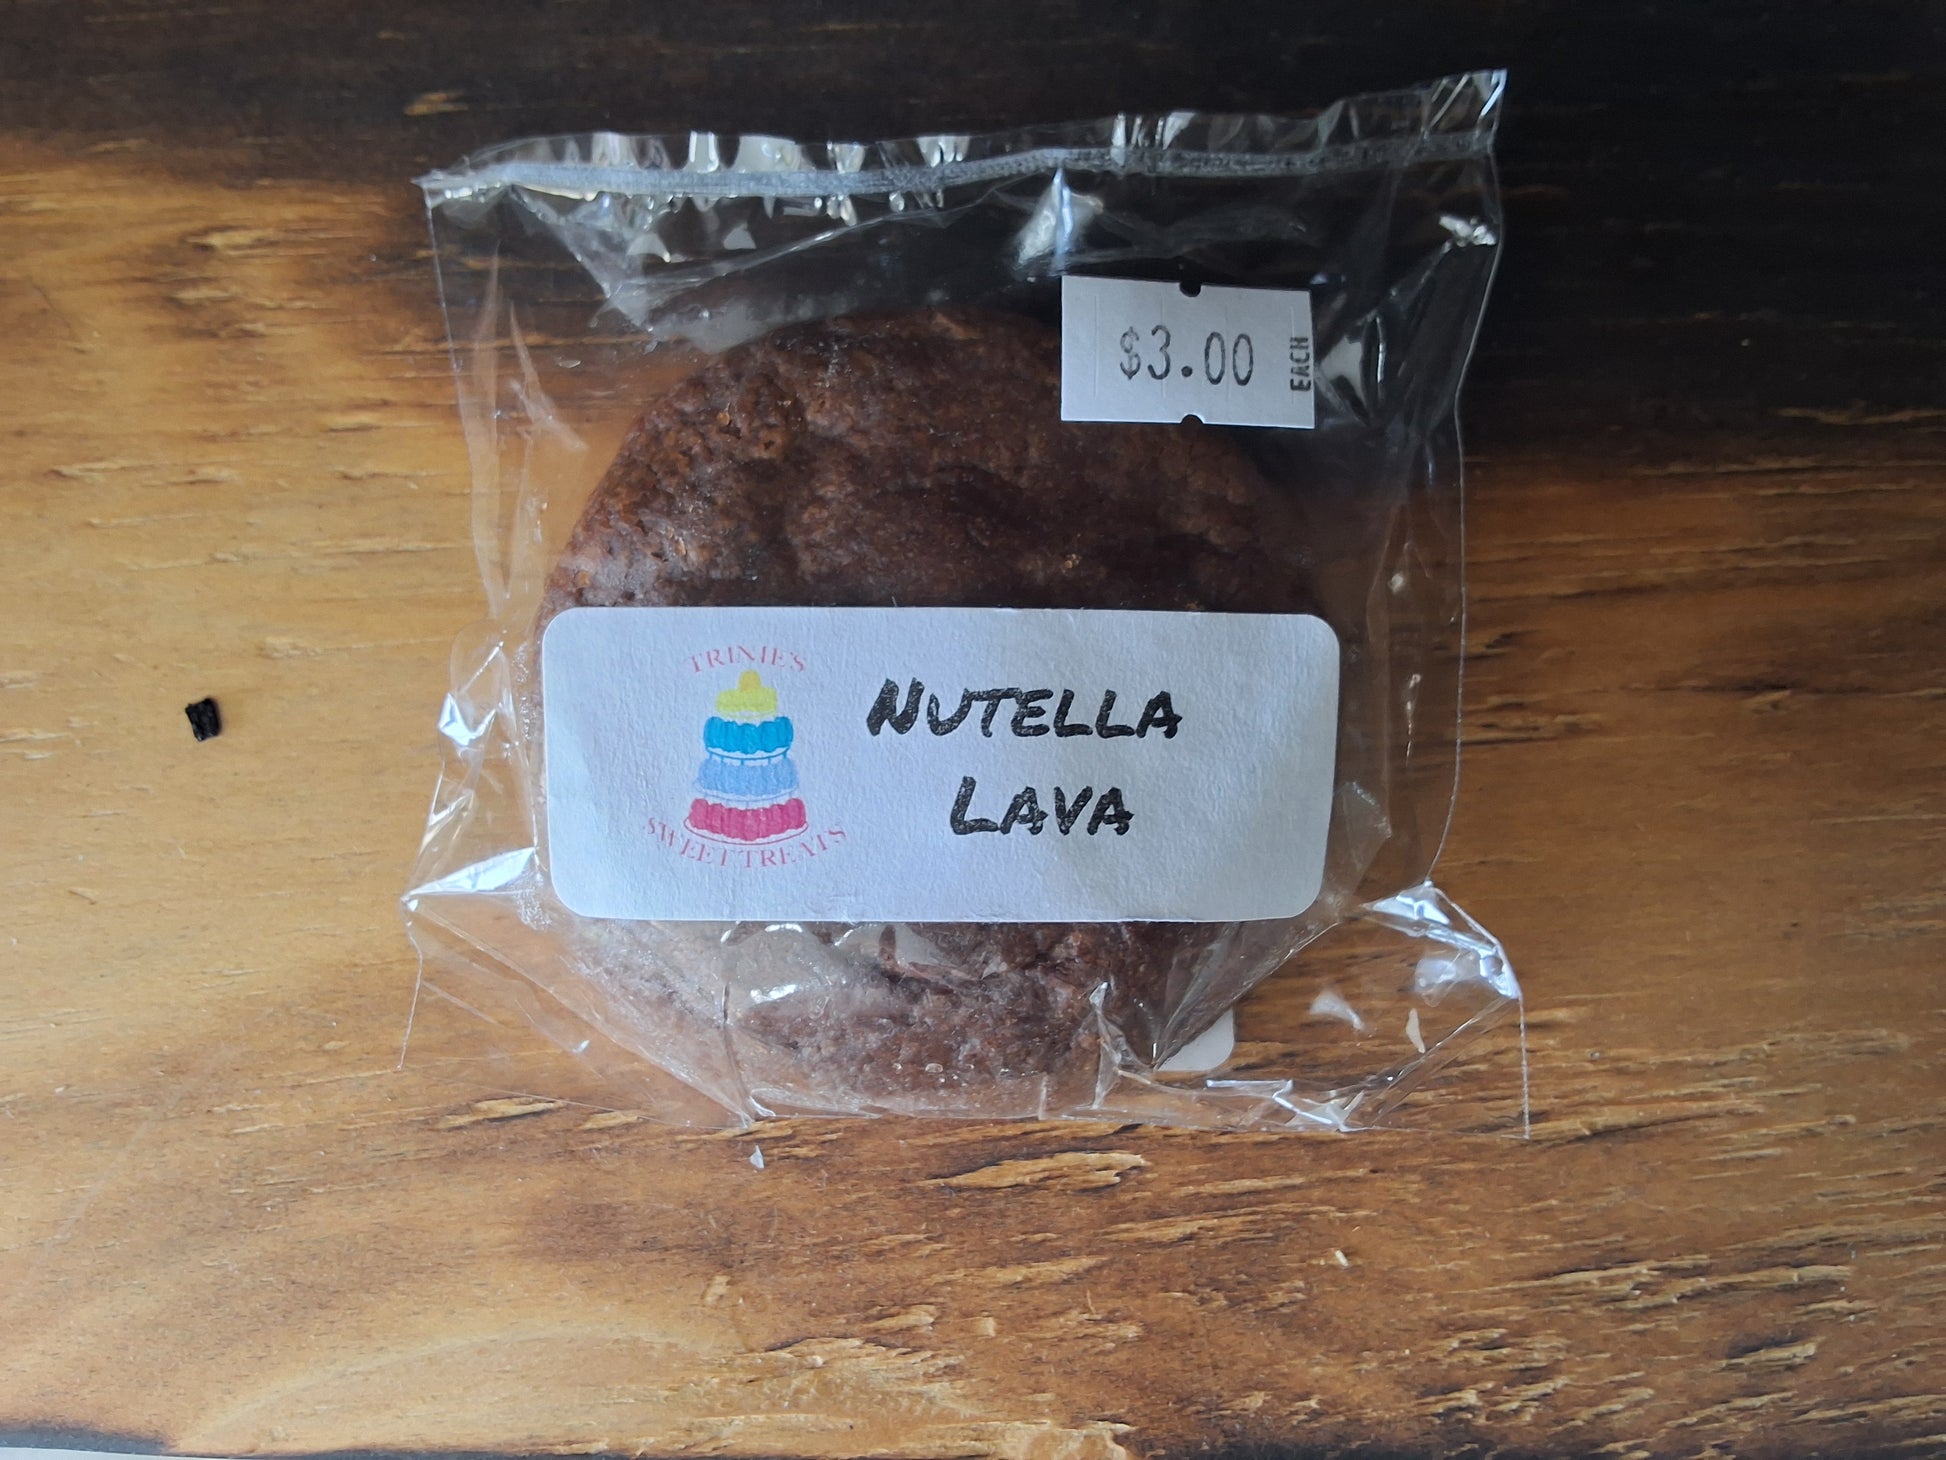 $3.00
EACH
TRIXIE'S
SWEET TREATS
NUTELLA
LAVA